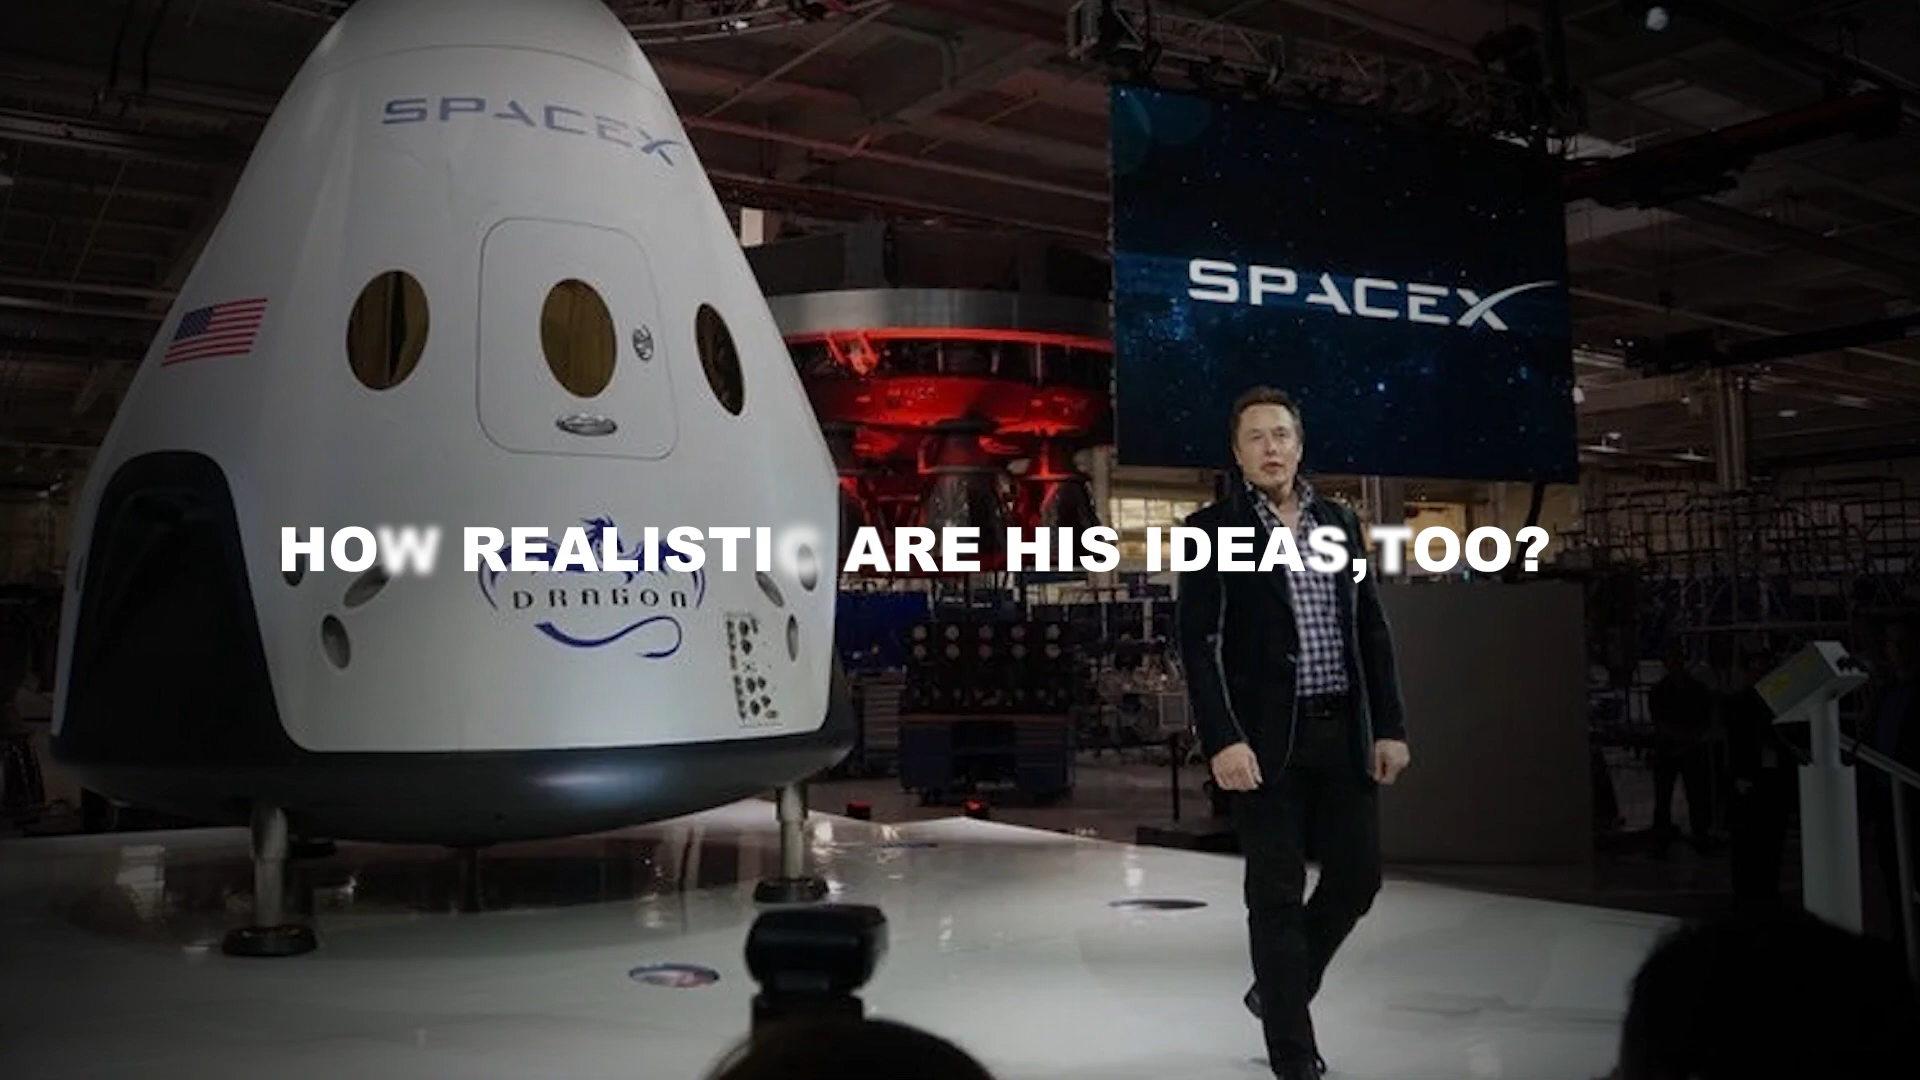 SPACEX
SPACEX
HOW REALISTIC ARE HIS IDEAS,TOO?
DRAGON